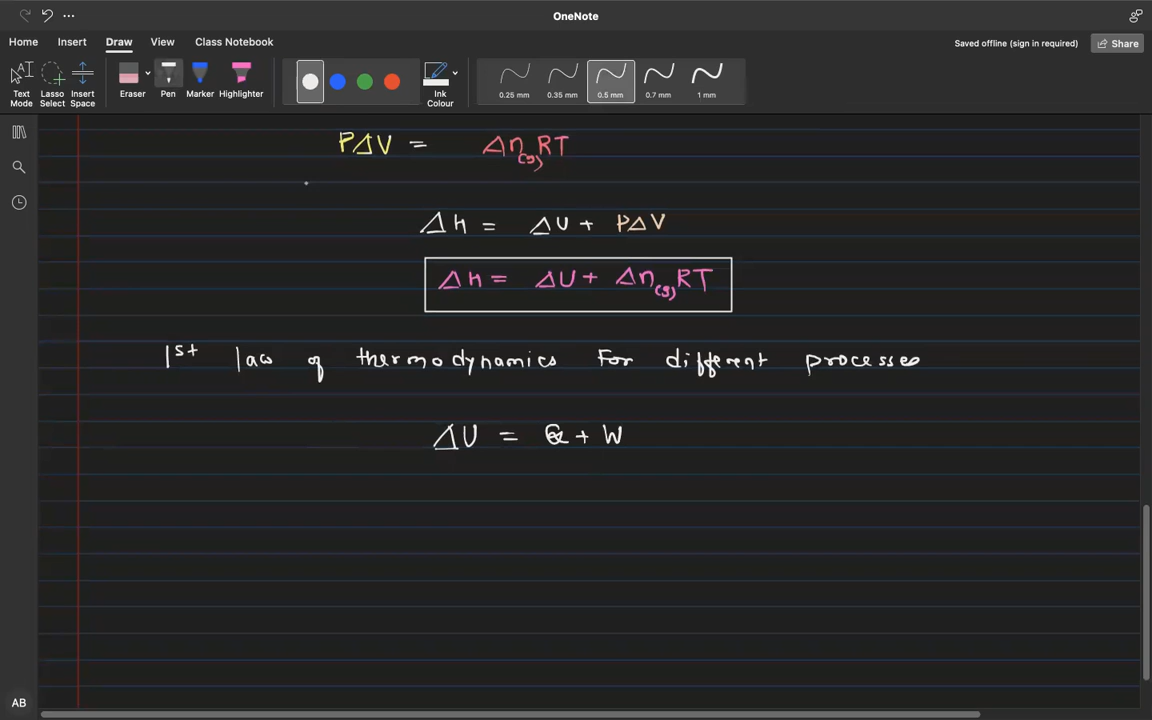 OneNote
Home Insert Draw View Class Notebook
Saved offline (sign in required) Share
Text Mode
Lasso Select
Insert Space
Eraser
Pen
Marker
Highlighter
Ink Colour
0.25 mm 0.35 mm 0.5 mm 0.7 mm 1 mm
PΔV = Δn(g)RT
ΔH = ΔU + PΔV
ΔH = ΔU + Δn(g)RT
1st law of thermodynamics for different processes
ΔU = Q + W
AB